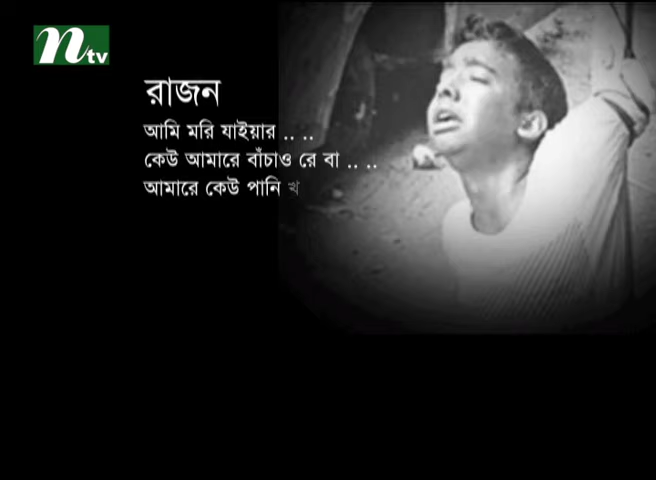 ntv
রাজন
আমি মরি যাইয়ার .. ..
কেউ আমারে বাঁচাও রে বা .. ..
আমারে কেউ পানি খ